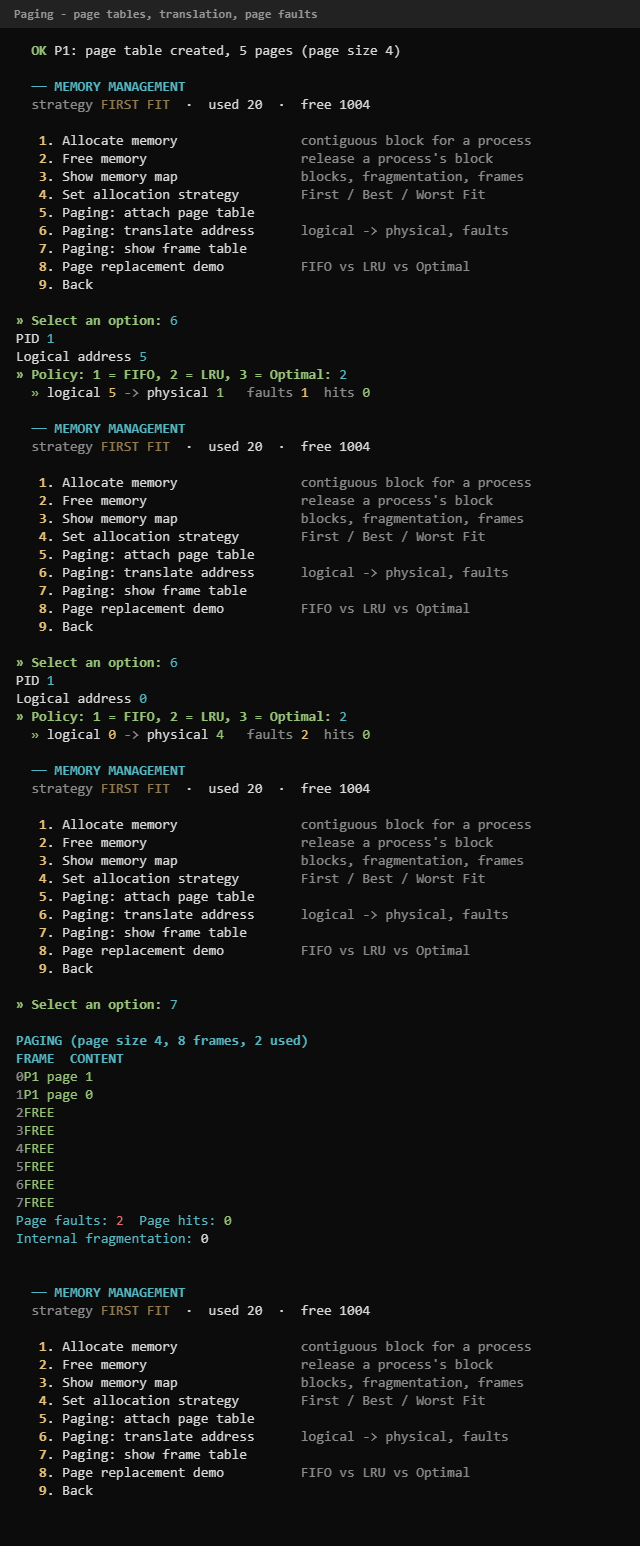 Paging - page tables, translation, page faults
OK P1: page table created, 5 pages (page size 4)
── MEMORY MANAGEMENT
strategy FIRST FIT · used 20 · free 1004
1. Allocate memory contiguous block for a process
2. Free memory release a process's block
3. Show memory map blocks, fragmentation, frames
4. Set allocation strategy First / Best / Worst Fit
5. Paging: attach page table
6. Paging: translate address logical -> physical, faults
7. Paging: show frame table
8. Page replacement demo FIFO vs LRU vs Optimal
9. Back
» Select an option: 6
PID 1
Logical address 5
» Policy: 1 = FIFO, 2 = LRU, 3 = Optimal: 2
» logical 5 -> physical 1 faults 1 hits 0
── MEMORY MANAGEMENT
strategy FIRST FIT · used 20 · free 1004
1. Allocate memory contiguous block for a process
2. Free memory release a process's block
3. Show memory map blocks, fragmentation, frames
4. Set allocation strategy First / Best / Worst Fit
5. Paging: attach page table
6. Paging: translate address logical -> physical, faults
7. Paging: show frame table
8. Page replacement demo FIFO vs LRU vs Optimal
9. Back
» Select an option: 6
PID 1
Logical address 0
» Policy: 1 = FIFO, 2 = LRU, 3 = Optimal: 2
» logical 0 -> physical 4 faults 2 hits 0
── MEMORY MANAGEMENT
strategy FIRST FIT · used 20 · free 1004
1. Allocate memory contiguous block for a process
2. Free memory release a process's block
3. Show memory map blocks, fragmentation, frames
4. Set allocation strategy First / Best / Worst Fit
5. Paging: attach page table
6. Paging: translate address logical -> physical, faults
7. Paging: show frame table
8. Page replacement demo FIFO vs LRU vs Optimal
9. Back
» Select an option: 7
PAGING (page size 4, 8 frames, 2 used)
FRAME CONTENT
0P1 page 1
1P1 page 0
2FREE
3FREE
4FREE
5FREE
6FREE
7FREE
Page faults: 2 Page hits: 0
Internal fragmentation: 0
── MEMORY MANAGEMENT
strategy FIRST FIT · used 20 · free 1004
1. Allocate memory contiguous block for a process
2. Free memory release a process's block
3. Show memory map blocks, fragmentation, frames
4. Set allocation strategy First / Best / Worst Fit
5. Paging: attach page table
6. Paging: translate address logical -> physical, faults
7. Paging: show frame table
8. Page replacement demo FIFO vs LRU vs Optimal
9. Back